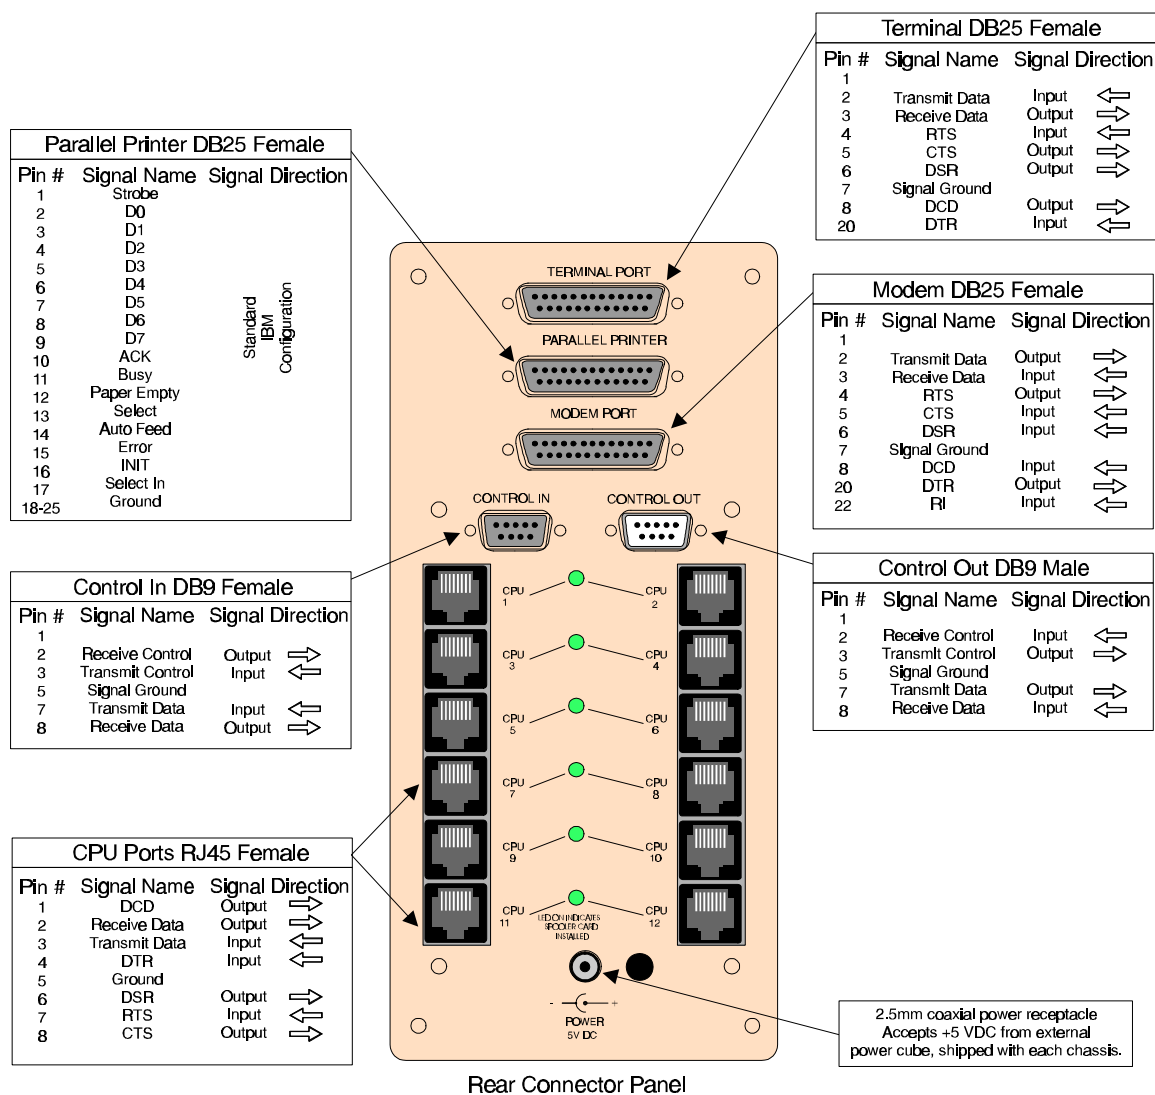 Terminal DB25 Female
Pin # Signal Name Signal Direction
1
2 Transmit Data Input
3 Receive Data Output
4 RTS Input
5 CTS Output
6 DSR Output
7 Signal Ground
8 DCD Output
20 DTR Input
Parallel Printer DB25 Female
Pin # Signal Name Signal Direction
1 Strobe
2 D0
3 D1
4 D2
5 D3
6 D4
7 D5
8 D6
9 D7
10 ACK
11 Busy
12 Paper Empty
13 Select
14 Auto Feed
15 Error
16 INIT
17 Select In
18-25 Ground
Standard
IBM
Configuration
Modem DB25 Female
Pin # Signal Name Signal Direction
1
2 Transmit Data Output
3 Receive Data Input
4 RTS Output
5 CTS Input
6 DSR Input
7 Signal Ground
8 DCD Input
20 DTR Output
22 RI Input
TERMINAL PORT
PARALLEL PRINTER
MODEM PORT
CONTROL IN CONTROL OUT
CPU 1
CPU 2
CPU 3
CPU 4
CPU 5
CPU 6
CPU 7
CPU 8
CPU 9
CPU 10
CPU 11
CPU 12
LED ON INDICATES
SPOOLER CARD
INSTALLED
- +
POWER
5V DC
Control In DB9 Female
Pin # Signal Name Signal Direction
1
2 Receive Control Output
3 Transmit Control Input
5 Signal Ground
7 Transmit Data Input
8 Receive Data Output
Control Out DB9 Male
Pin # Signal Name Signal Direction
1
2 Receive Control Input
3 Transmit Control Output
5 Signal Ground
7 Transmit Data Output
8 Receive Data Input
CPU Ports RJ45 Female
Pin # Signal Name Signal Direction
1 DCD Output
2 Receive Data Output
3 Transmit Data Input
4 DTR Input
5 Ground
6 DSR Output
7 RTS Input
8 CTS Output
2.5mm coaxial power receptacle
Accepts +5 VDC from external
power cube, shipped with each chassis.
Rear Connector Panel